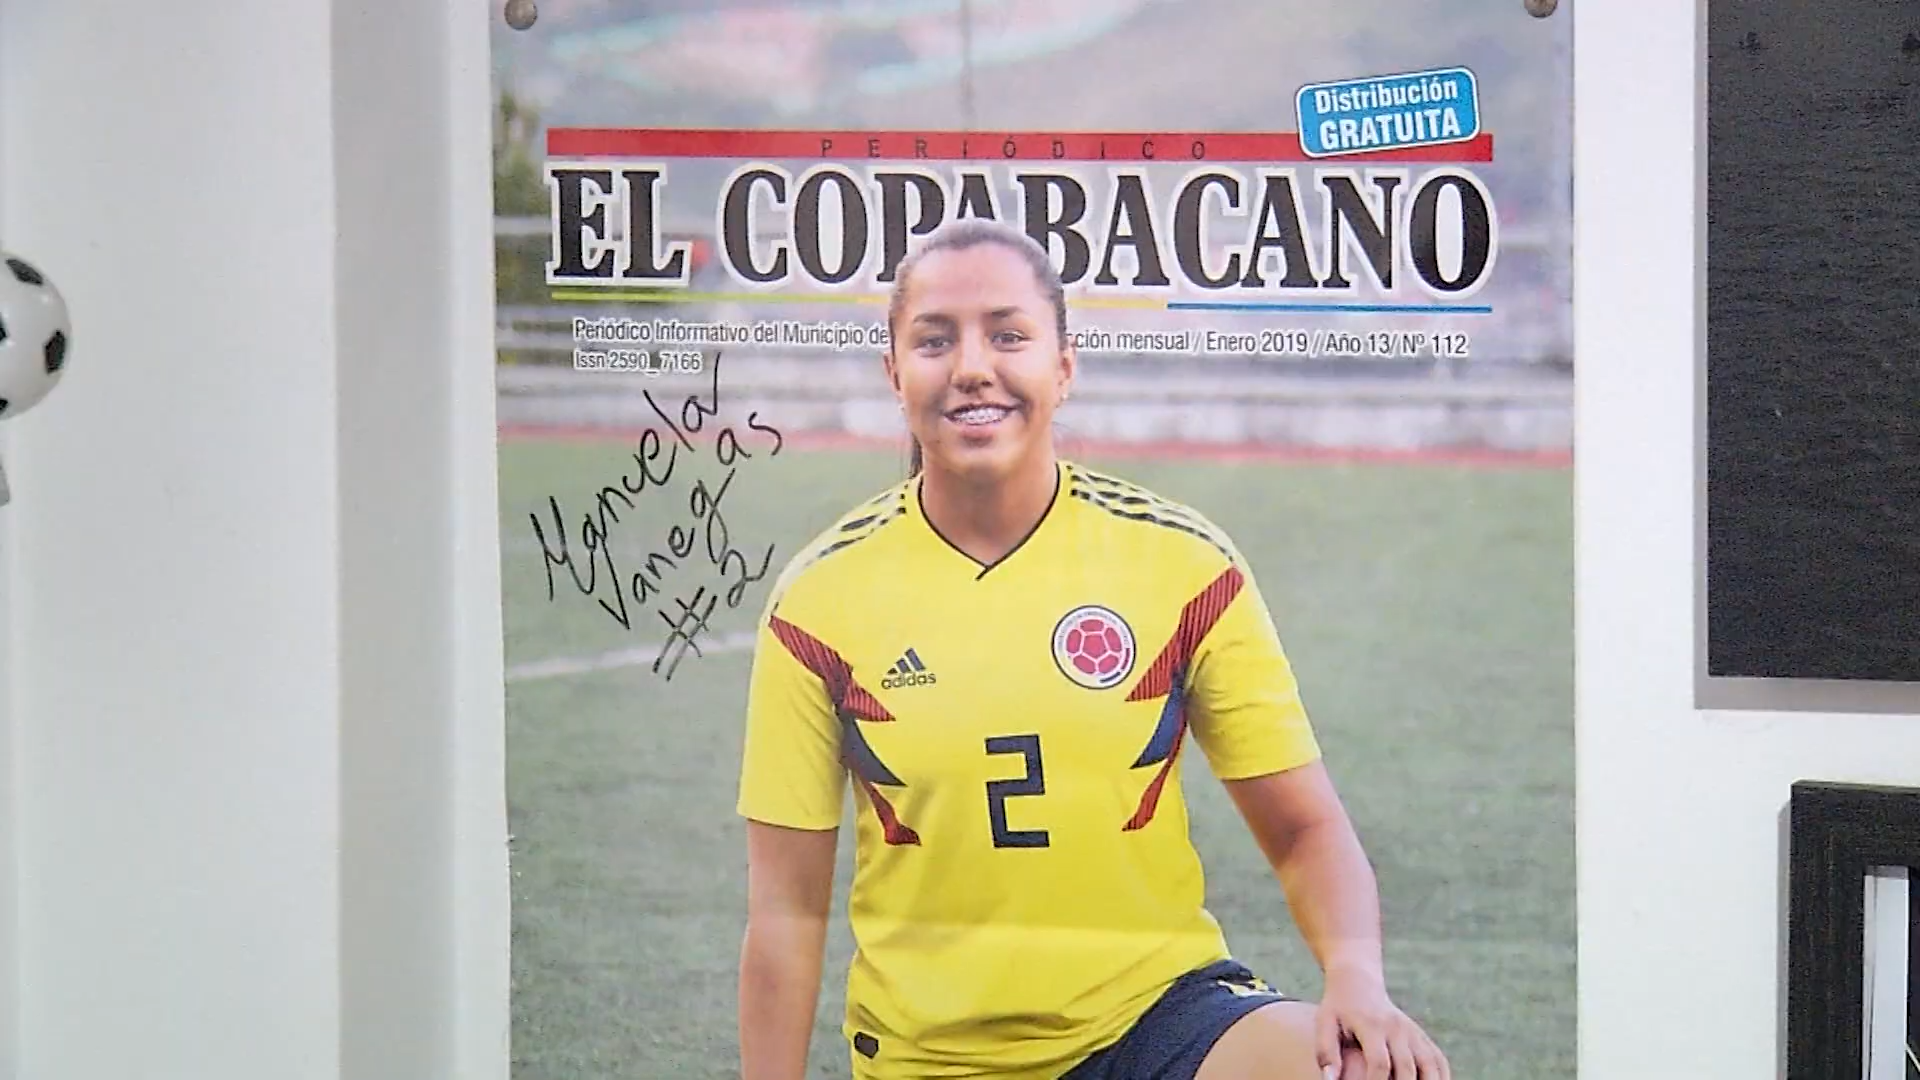 Distribución
GRATUITA
PERIÓDICO
EL COPABACANO
Periódico Informativo del Municipio de ción mensual / Enero 2019 / Año 13/ Nº 112
Issn 2590_7166
Manuela
Vanegas
#2
adidas
2